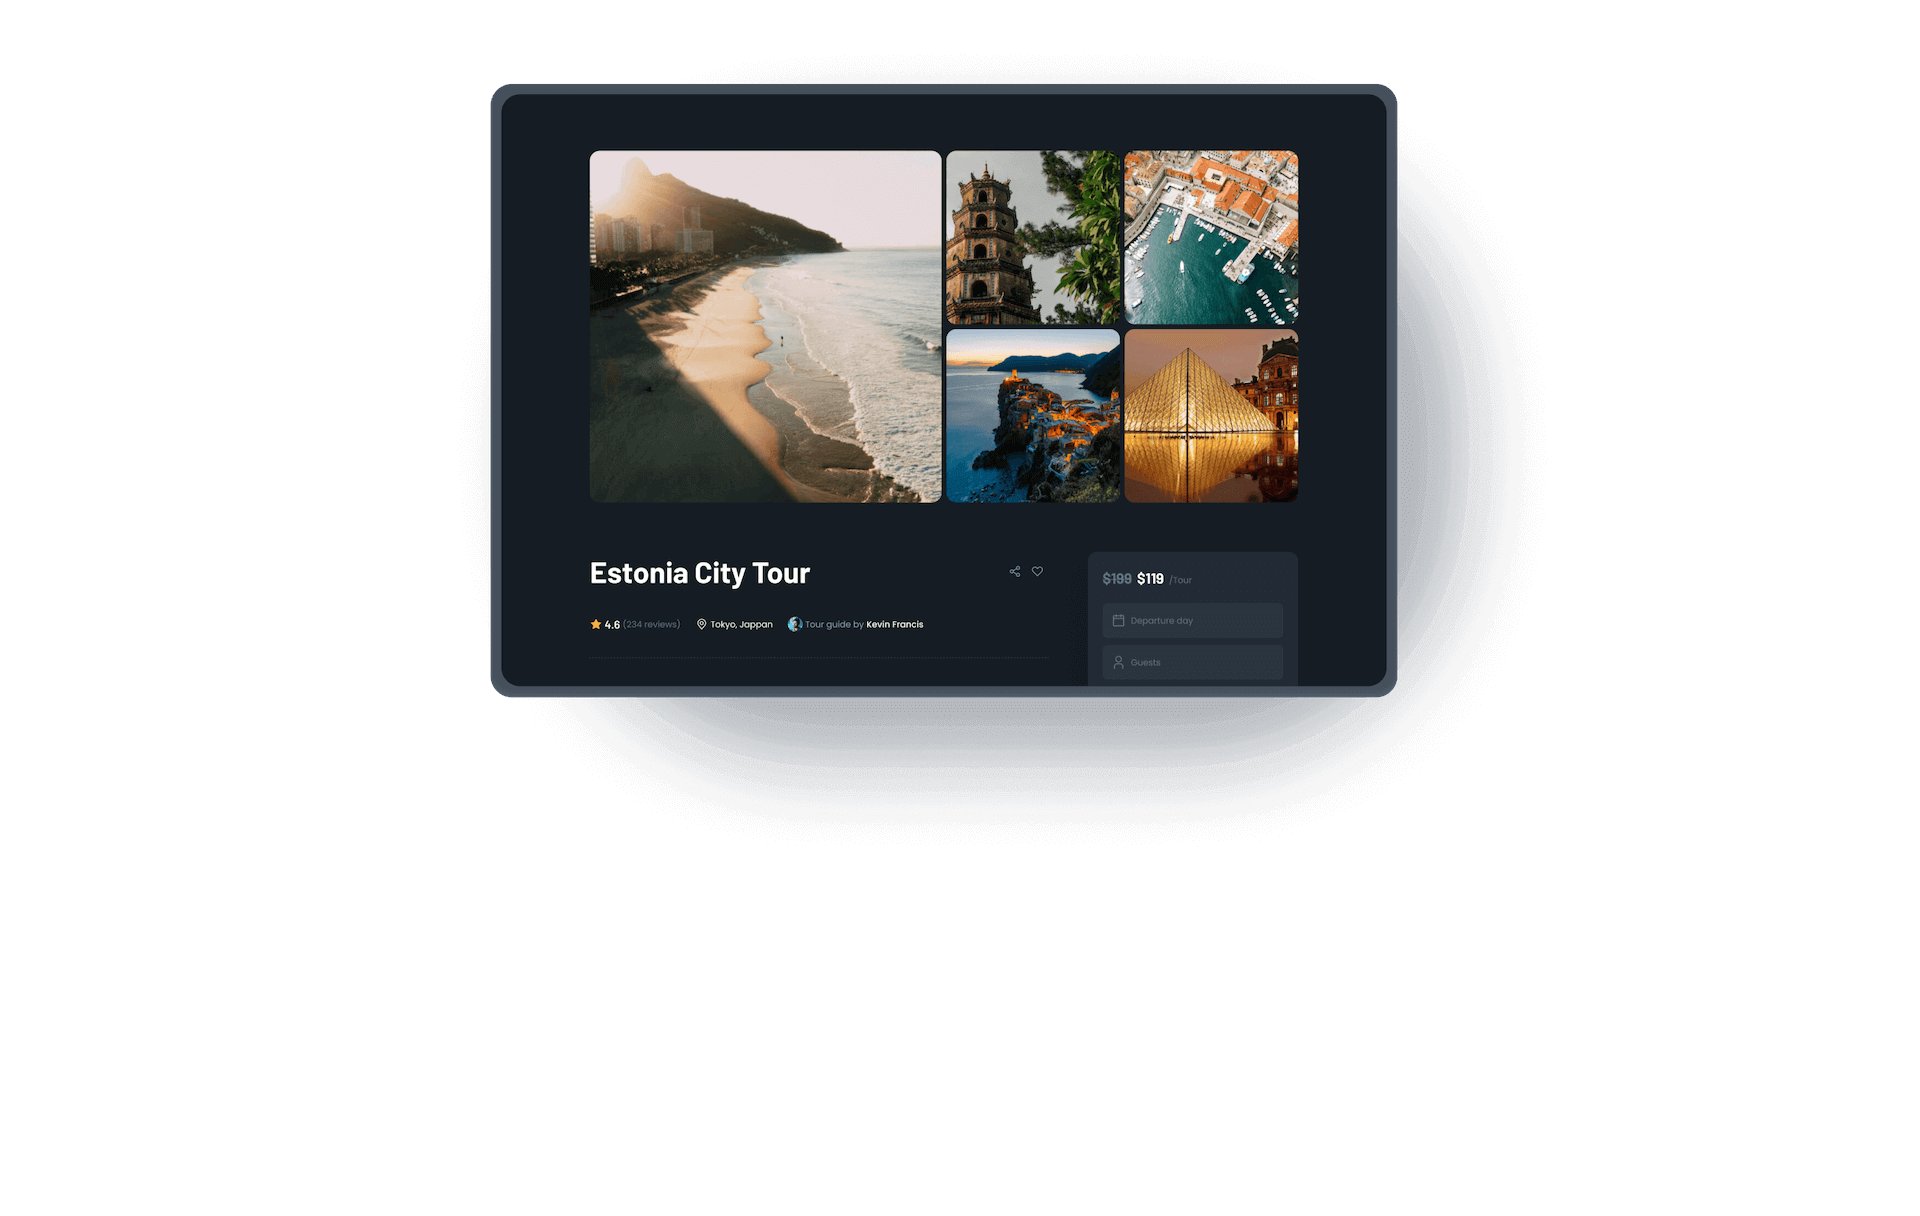 Estonia City Tour
$199 $119 /Tour
4.6 (234 reviews) Tokyo, Jappan Tour guide by Kevin Francis
Departure day
Guests